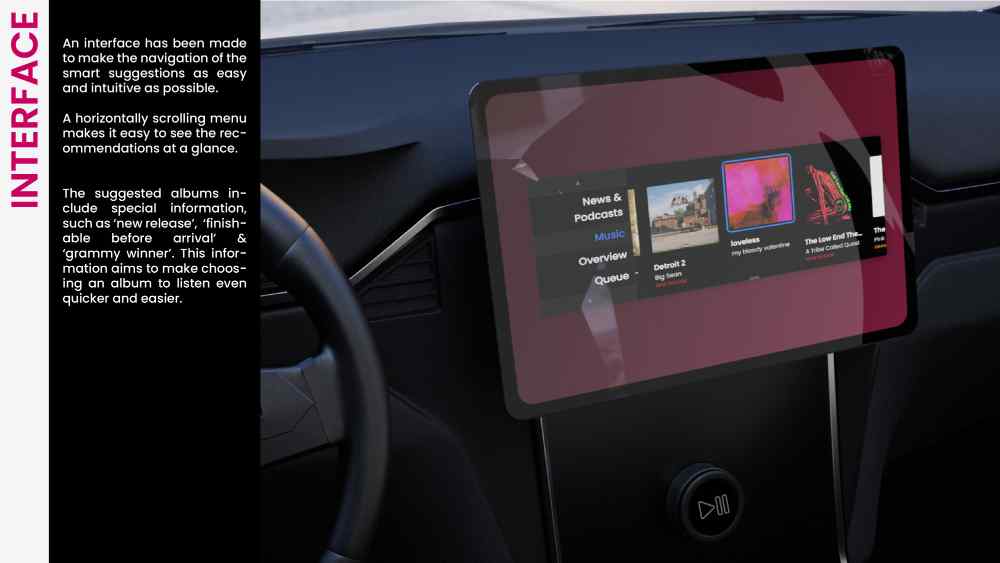 INTERFACE
An interface has been made
to make the navigation of the
smart suggestions as easy
and intuitive as possible.
A horizontally scrolling menu
makes it easy to see the rec-
ommendations at a glance.
The suggested albums in-
clude special information,
such as ‘new release’, ‘finish-
able before arrival’ &
‘grammy winner’. This infor-
mation aims to make choos-
ing an album to listen even
quicker and easier.
News &
Podcasts
Music
Overview
Queue
Detroit 2
Big Sean
loveless
my bloody valentine
The Low End The...
A Tribe Called Quest
The
Pink